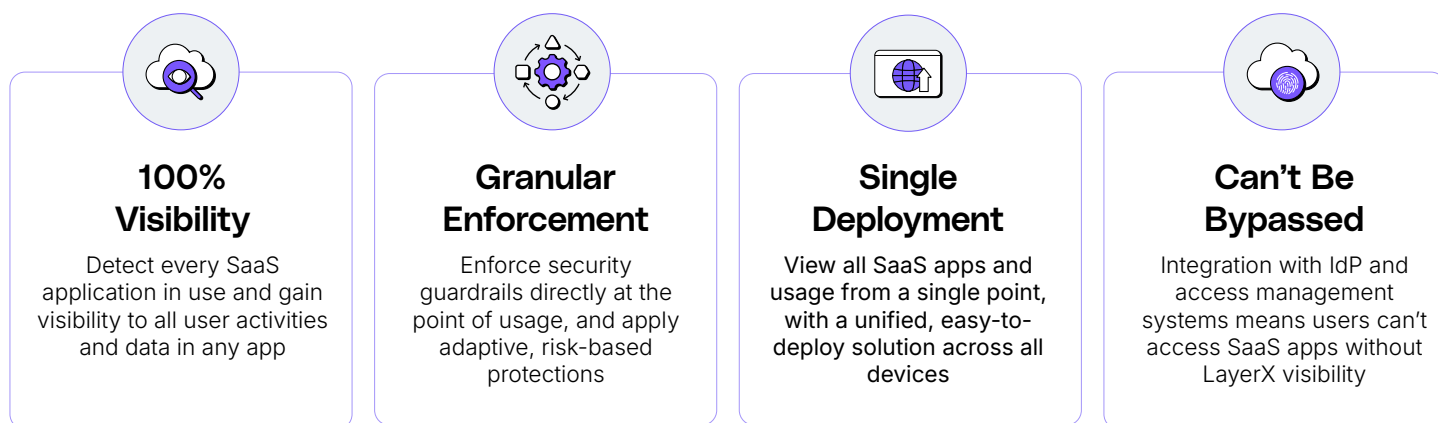 100%
Visibility
Detect every SaaS
application in use and gain
visibility to all user activities
and data in any app
Granular
Enforcement
Enforce security
guardrails directly at the
point of usage, and apply
adaptive, risk-based
protections
Single
Deployment
View all SaaS apps and
usage from a single point,
with a unified, easy-to-
deploy solution across all
devices
Can’t Be
Bypassed
Integration with IdP and
access management
systems means users can’t
access SaaS apps without
LayerX visibility